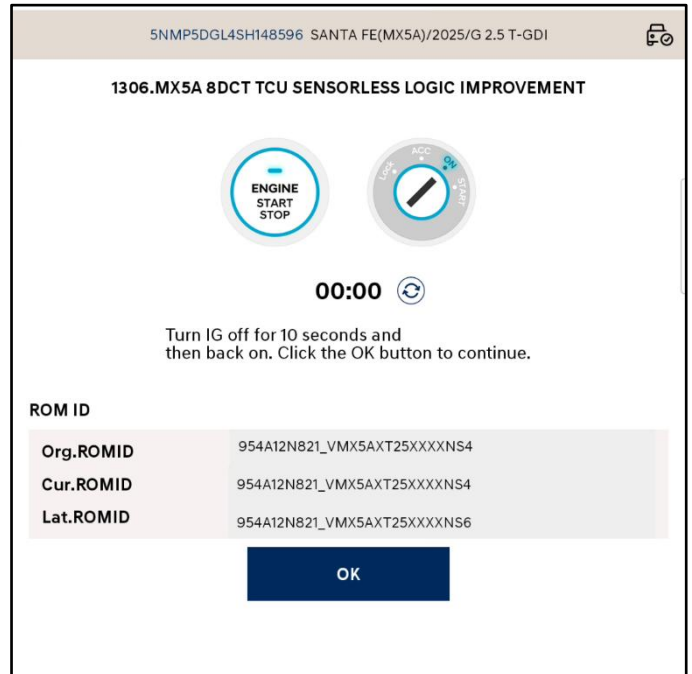 5NMP5DGL4SH148596 SANTA FE(MX5A)/2025/G 2.5 T-GDI
1306.MX5A 8DCT TCU SENSORLESS LOGIC IMPROVEMENT
ENGINE
START
STOP
Lock
ACC
ON
START
00:00
Turn IG off for 10 seconds and
then back on. Click the OK button to continue.
ROM ID
Org.ROMID 954A12N821_VMX5AXT25XXXXNS4
Cur.ROMID 954A12N821_VMX5AXT25XXXXNS4
Lat.ROMID 954A12N821_VMX5AXT25XXXXNS6
OK